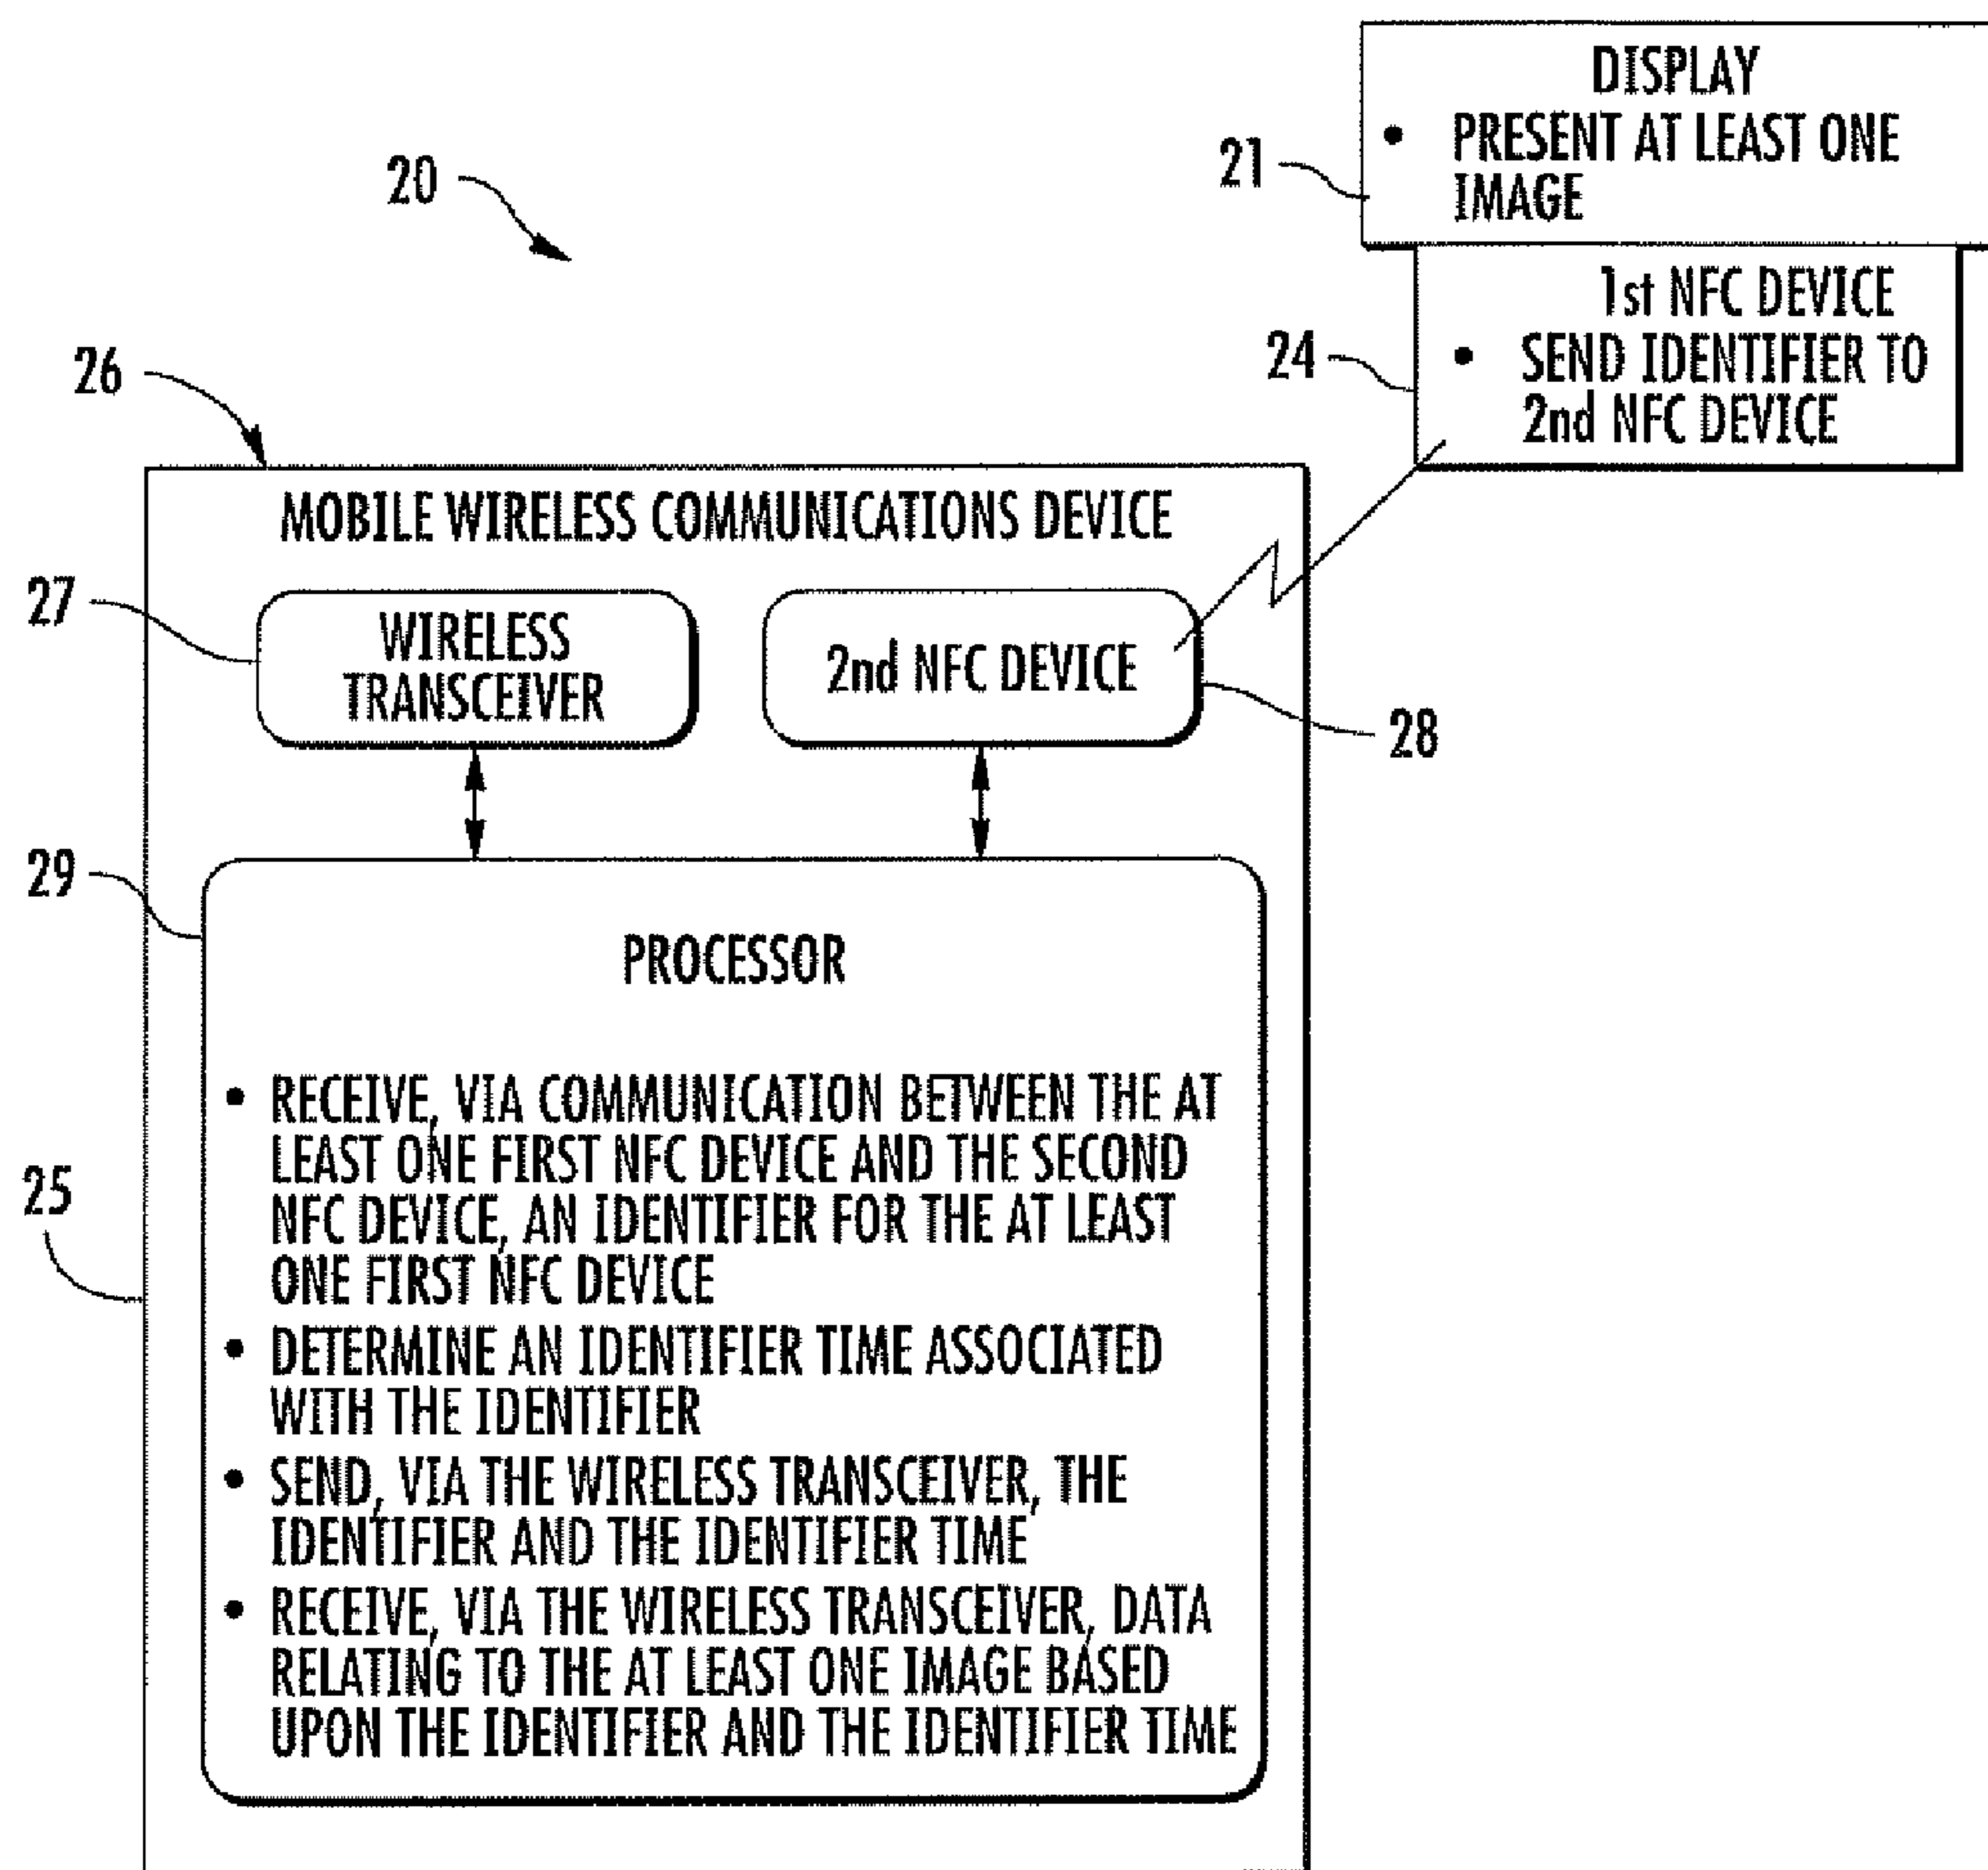 DISPLAY
• PRESENT AT LEAST ONE
IMAGE
21
20
1st NFC DEVICE
• SEND IDENTIFIER TO
2nd NFC DEVICE
24
26
MOBILE WIRELESS COMMUNICATIONS DEVICE
27
WIRELESS
TRANSCEIVER
2nd NFC DEVICE
28
29
PROCESSOR
• RECEIVE, VIA COMMUNICATION BETWEEN THE AT
LEAST ONE FIRST NFC DEVICE AND THE SECOND
NFC DEVICE, AN IDENTIFIER FOR THE AT LEAST
ONE FIRST NFC DEVICE
25
• DETERMINE AN IDENTIFIER TIME ASSOCIATED
WITH THE IDENTIFIER
• SEND, VIA THE WIRELESS TRANSCEIVER, THE
IDENTIFIER AND THE IDENTIFIER TIME
• RECEIVE, VIA THE WIRELESS TRANSCEIVER, DATA
RELATING TO THE AT LEAST ONE IMAGE BASED
UPON THE IDENTIFIER AND THE IDENTIFIER TIME